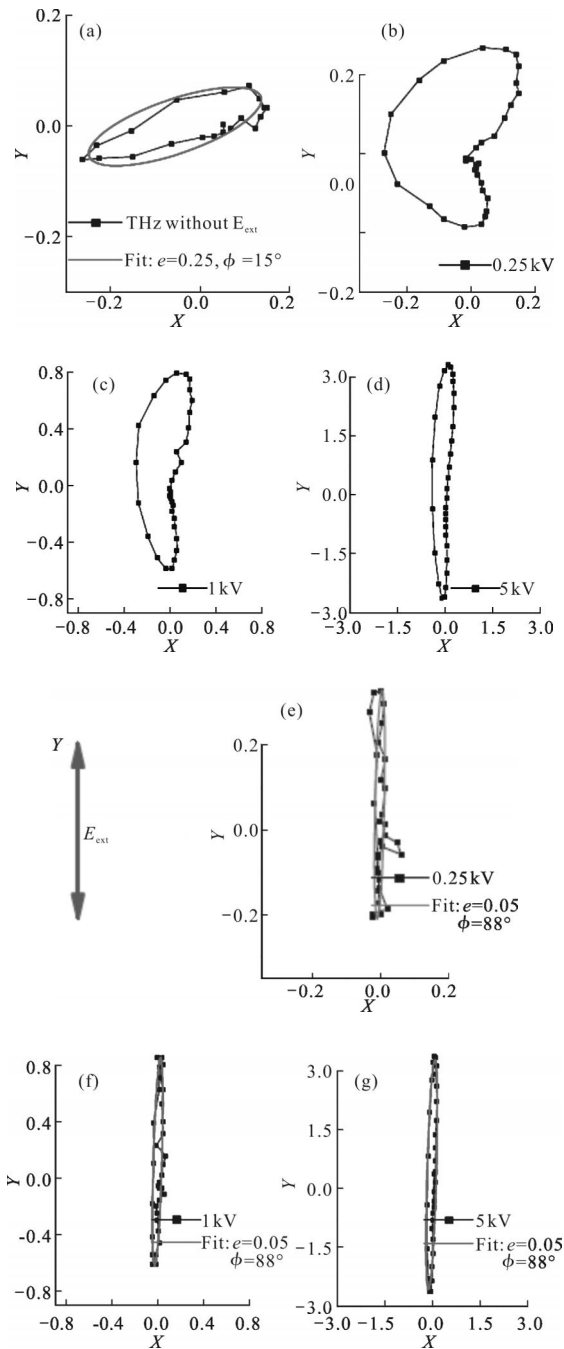 (a)
0.2
0.0
−0.2
Y
THz without E_ext
Fit: e=0.25, ϕ =15°
−0.2 0.0 0.2
X
(b)
0.2
0.0
−0.2
Y
0.25 kV
−0.2 0.0 0.2
X
(c)
0.8
0.4
0.0
−0.4
−0.8
Y
1 kV
−0.8 −0.4 0.0 0.4 0.8
X
(d)
3.0
1.5
0.0
−1.5
−3.0
Y
5 kV
−3.0 −1.5 0.0 1.5 3.0
X
Y
E_ext
(e)
0.2
0.0
−0.2
Y
0.25 kV
Fit: e=0.05
ϕ=88°
−0.2 0.0 0.2
X
(f)
0.8
0.4
0.0
-0.4
−0.8
Y
1 kV
Fit: e=0.05
ϕ=88°
−0.8 -0.4 0.0 0.4 0.8
X
(g)
3.0
1.5
0.0
−1.5
−3.0
Y
5 kV
Fit: e=0.05
ϕ=88°
−3.0 −1.5 0.0 1.5 3.0
X